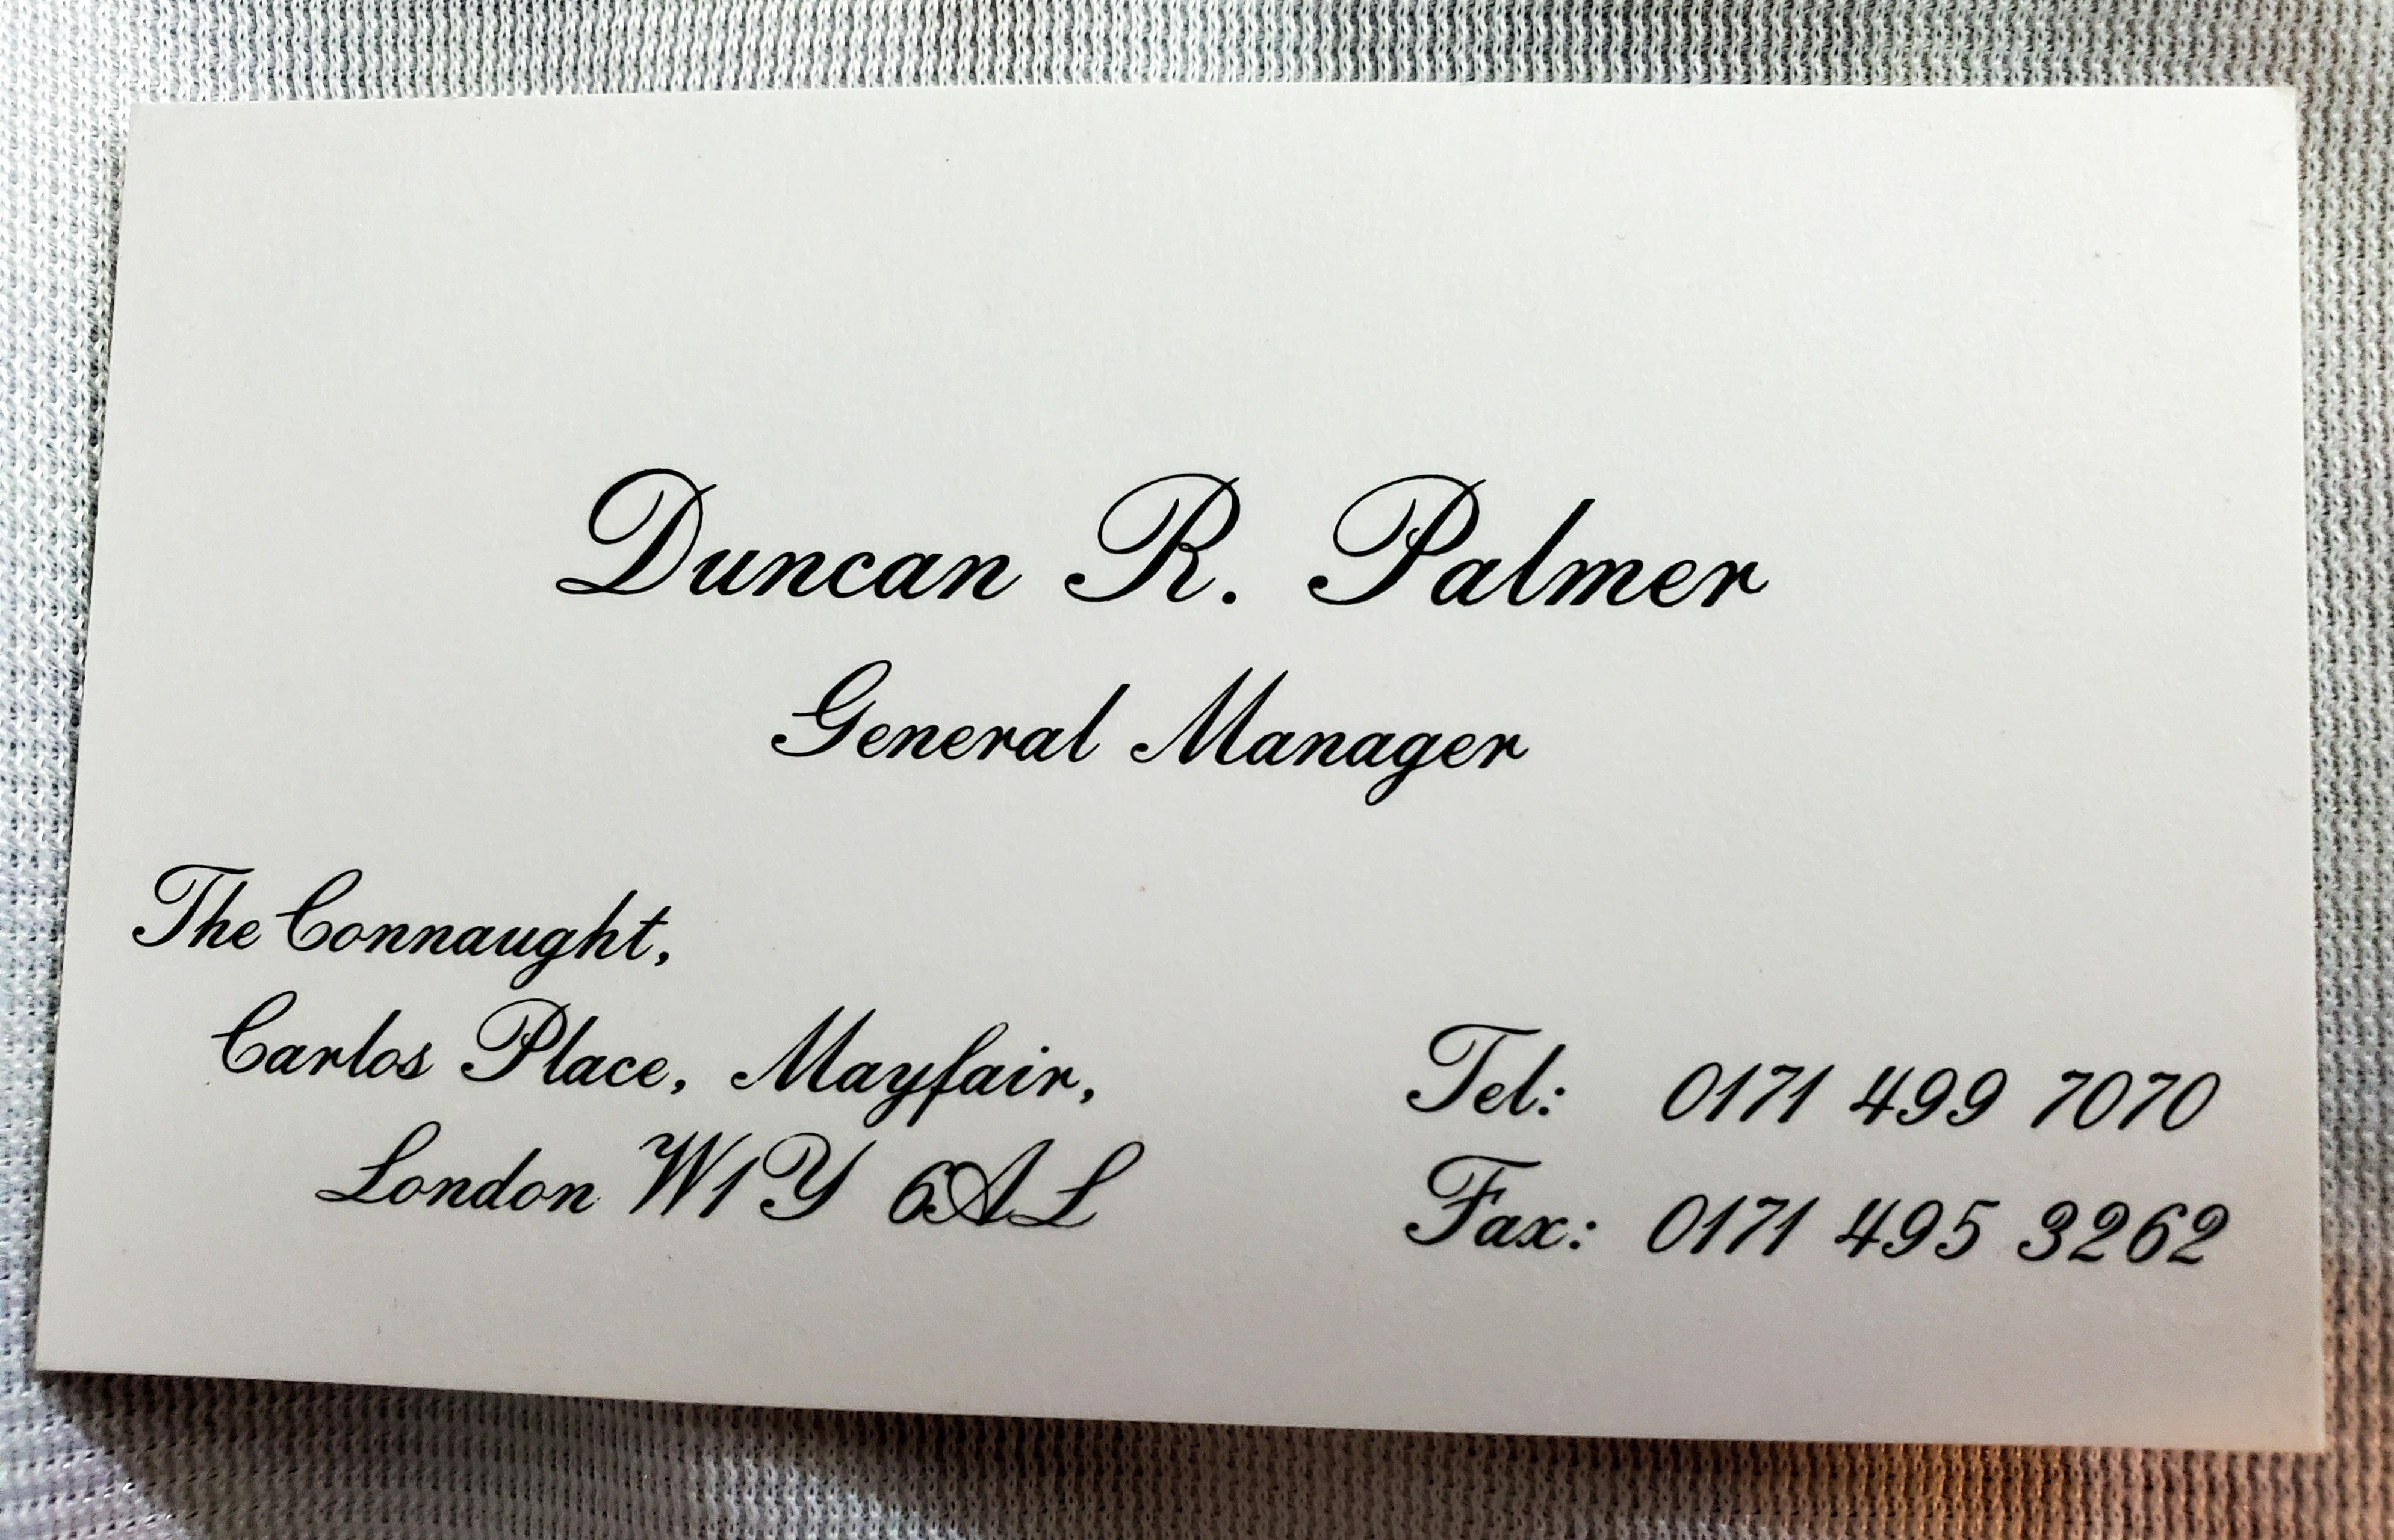 Duncan R. Palmer
General Manager
The Connaught,
Carlos Place, Mayfair,
London W1Y 6AL
Tel: 0171 499 7070
Fax: 0171 495 3262